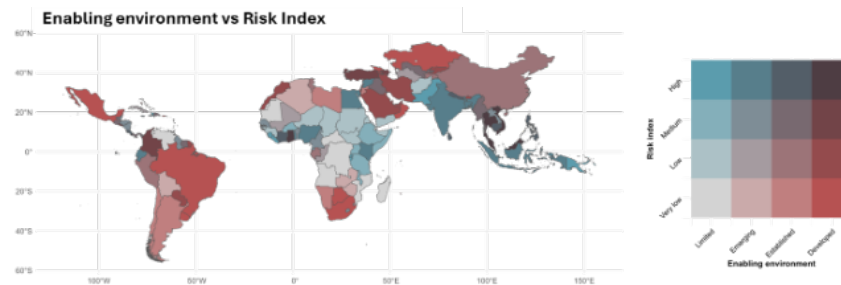 Enabling environment vs Risk Index
60°N
40°N
20°N
0°
20°S
40°S
60°S
100°W
50°W
0°
50°E
100°E
150°E
Risk index
High
Medium
Low
Very low
Limited
Emerging
Established
Developed
Enabling environment